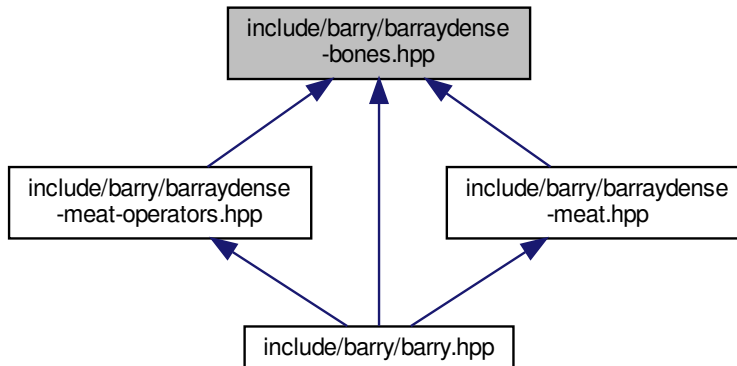 include/barry/barraydense
-bones.hpp
include/barry/barraydense
-meat-operators.hpp
include/barry/barraydense
-meat.hpp
include/barry/barry.hpp